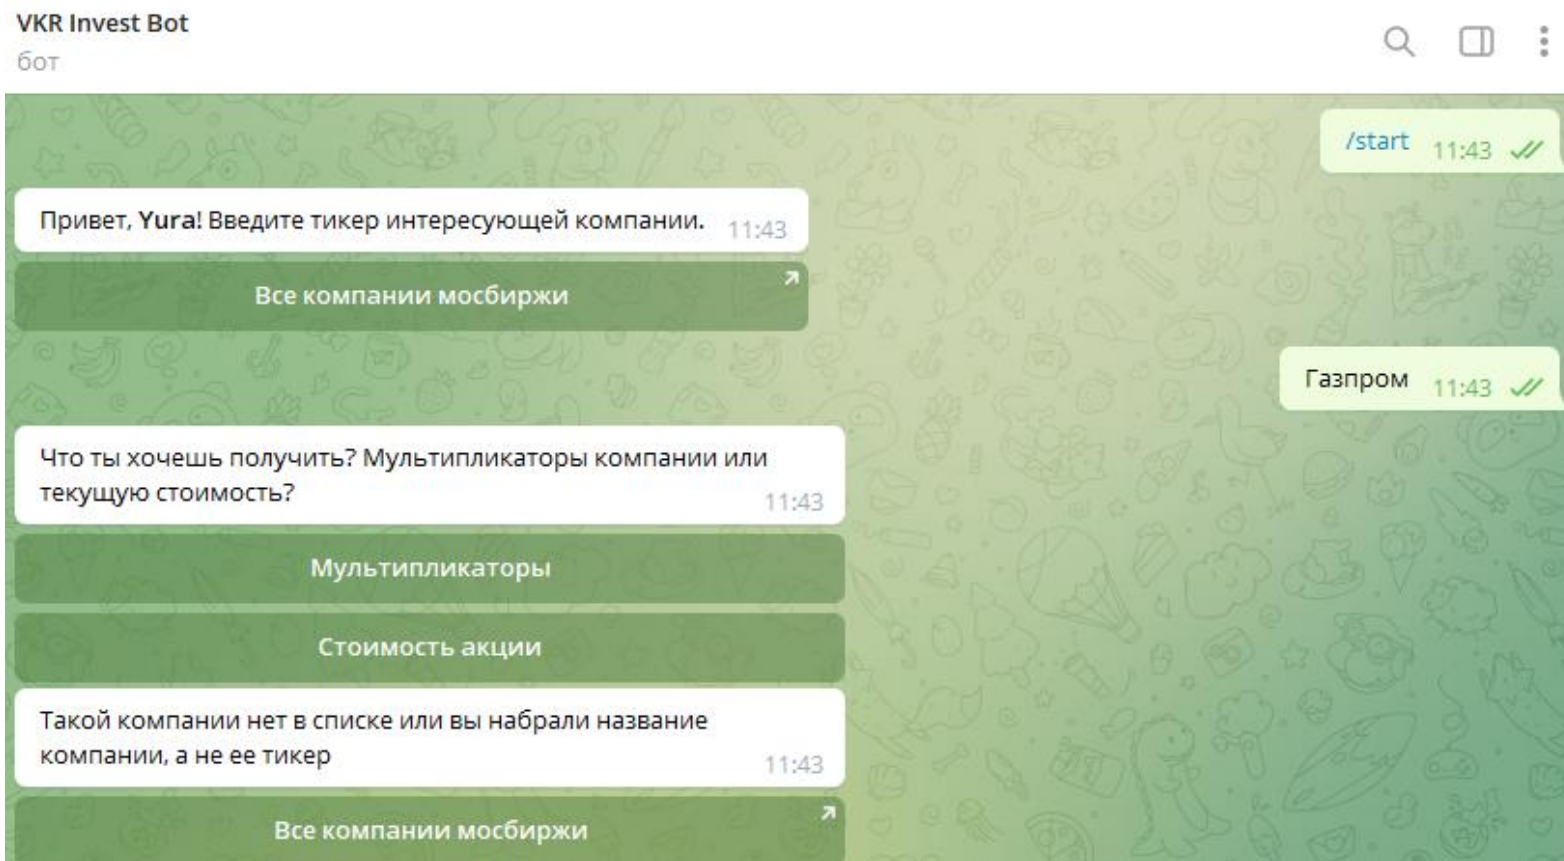 VKR Invest Bot
бот
/start 11:43
Привет, Yura! Введите тикер интересующей компании. 11:43
Все компании мосбиржи
Газпром 11:43
Что ты хочешь получить? Мультипликаторы компании или
текущую стоимость? 11:43
Мультипликаторы
Стоимость акции
Такой компании нет в списке или вы набрали название
компании, а не ее тикер 11:43
Все компании мосбиржи